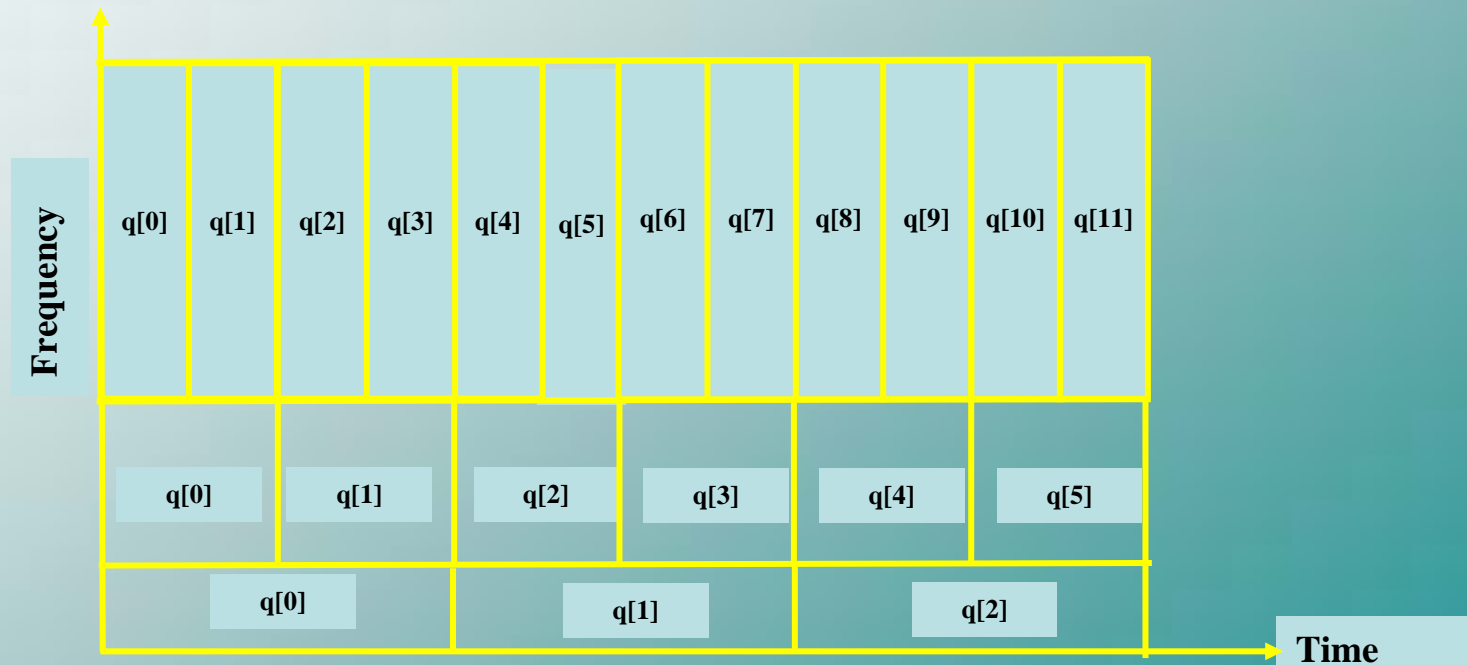 Frequency
q[0] q[1] q[2] q[3] q[4] q[5] q[6] q[7] q[8] q[9] q[10] q[11]
q[0] q[1] q[2] q[3] q[4] q[5]
q[0] q[1] q[2]
Time